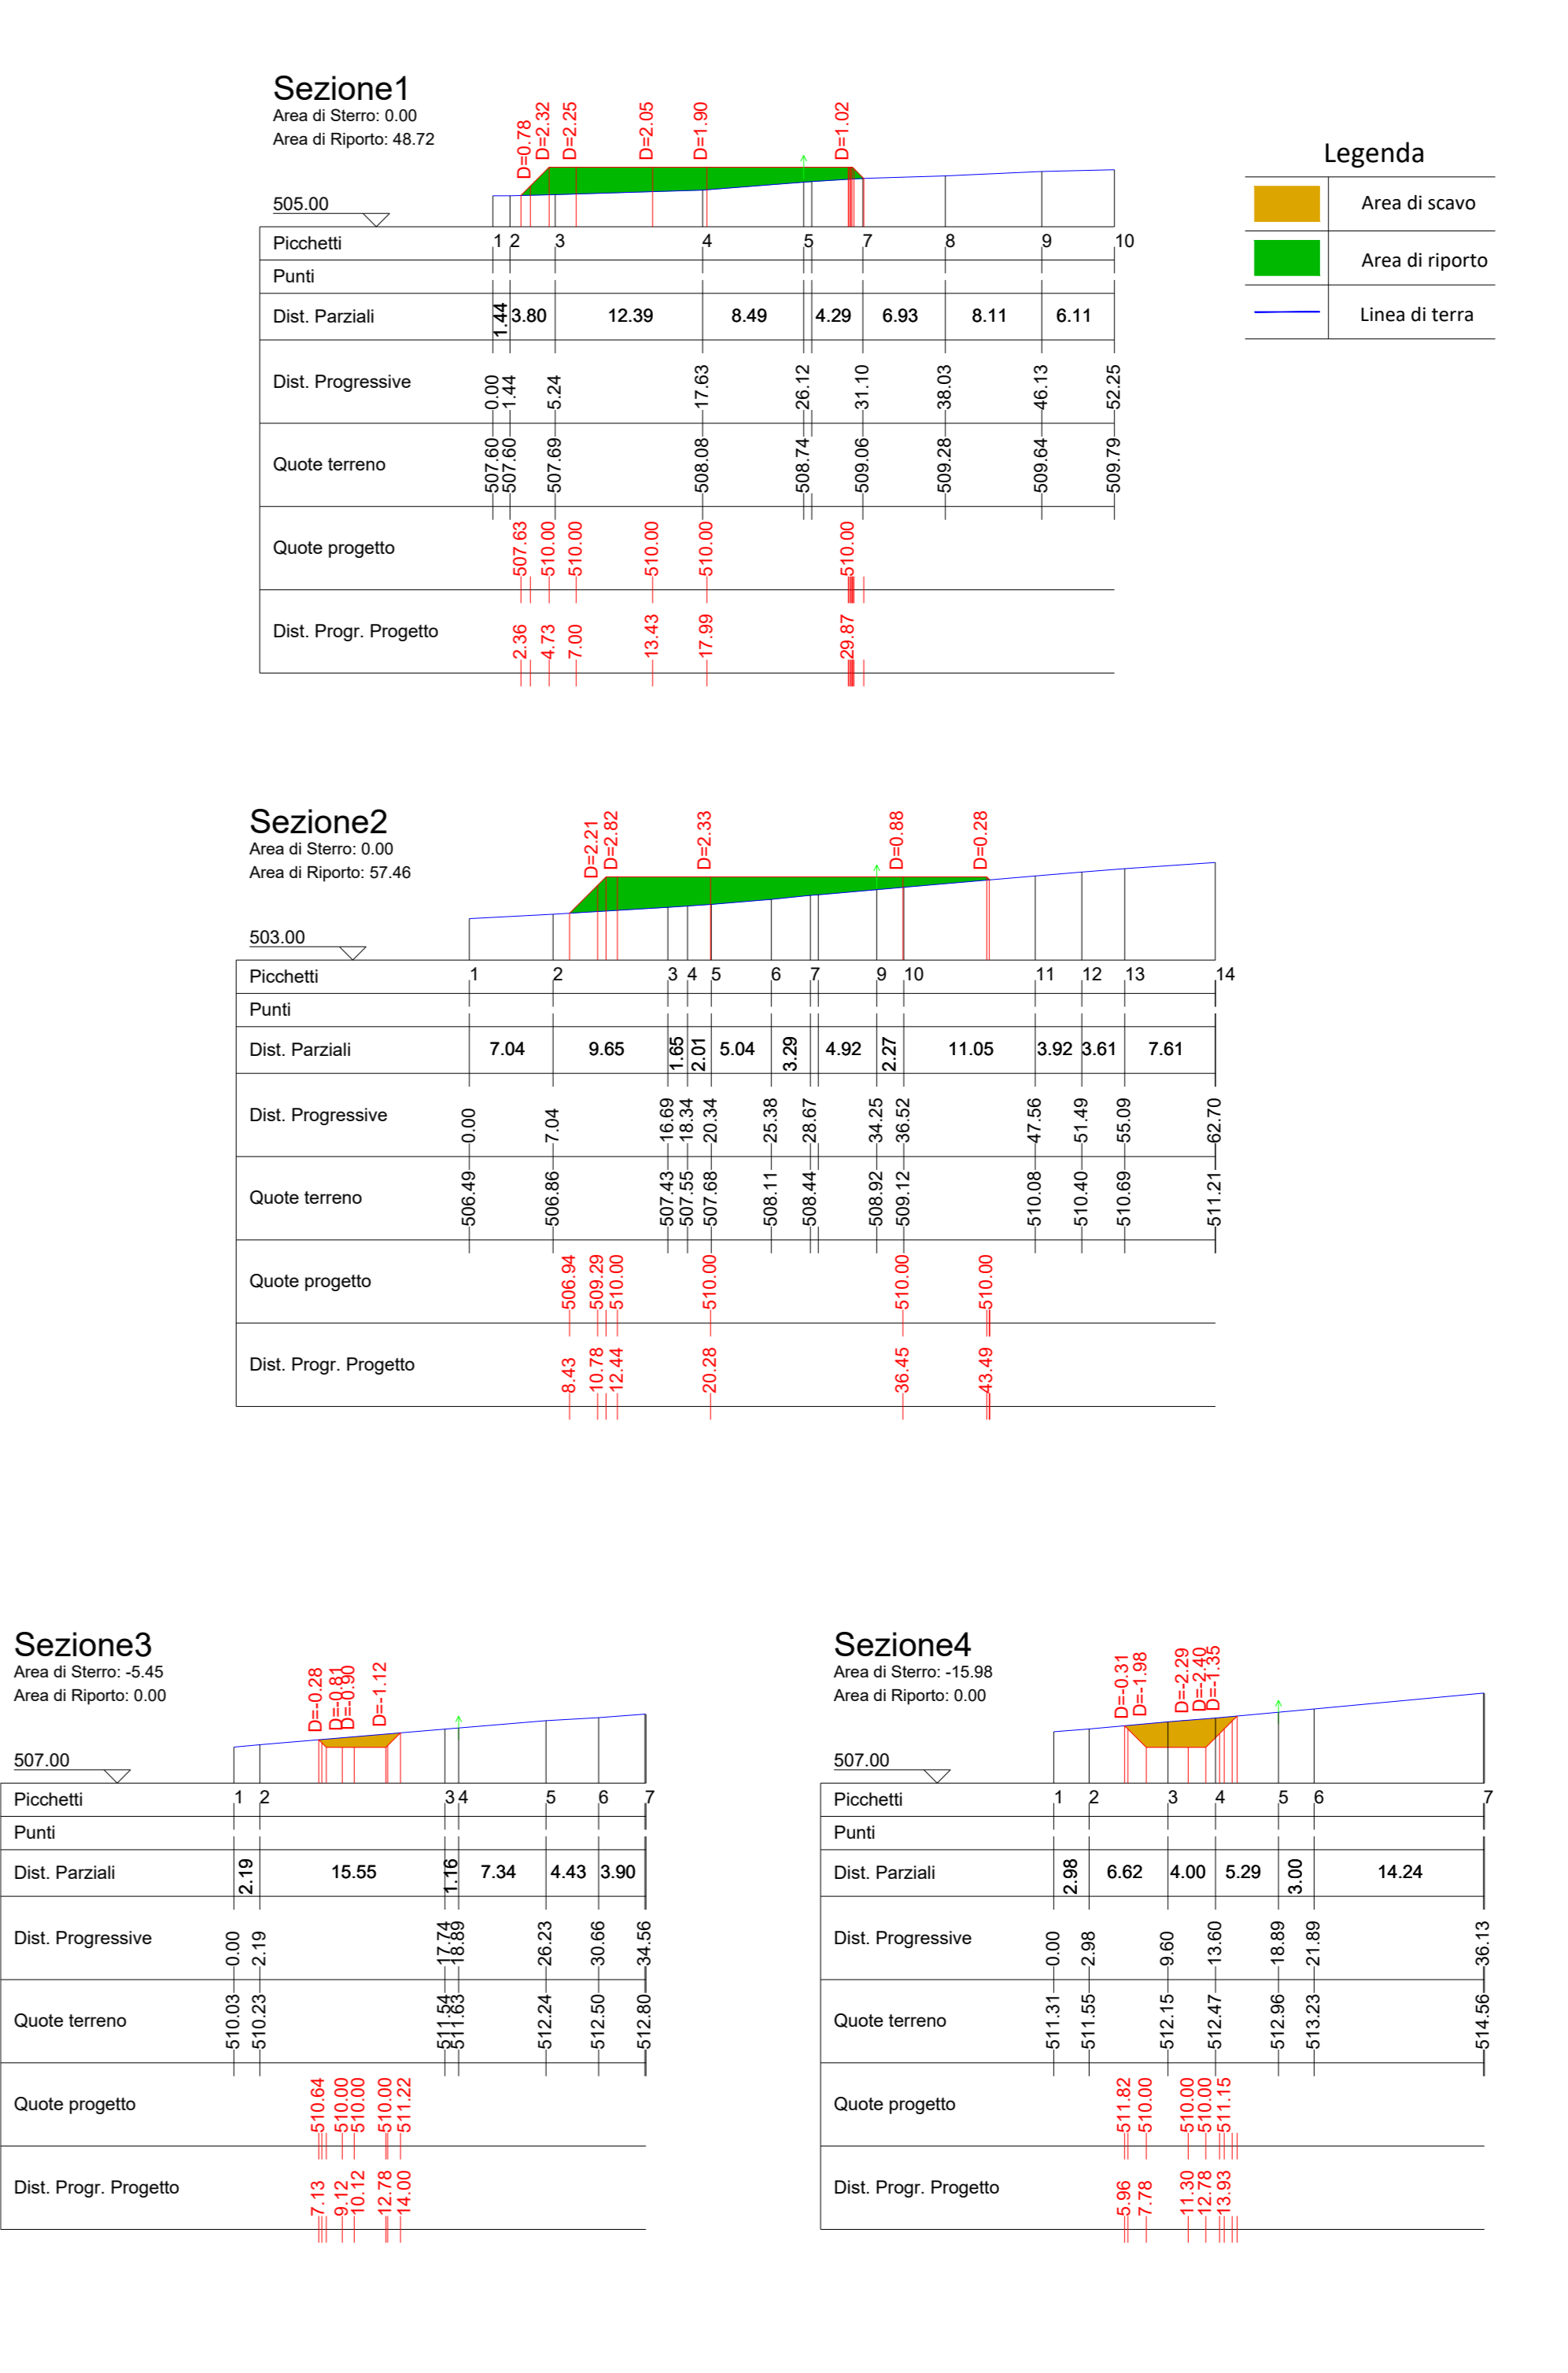 Sezione1
Area di Sterro: 0.00
Area di Riporto: 48.72
D=0.78 D=2.32 D=2.25 D=2.05 D=1.90 D=1.02
505.00
Picchetti 1 2 3 4 5 7 8 9 10
Punti
Dist. Parziali 1.44 3.80 12.39 8.49 4.29 6.93 8.11 6.11
Dist. Progressive 0.00 1.44 5.24 17.63 26.12 31.10 38.03 46.13 52.25
Quote terreno 507.60 507.60 507.69 508.08 508.74 509.06 509.28 509.64 509.79
Quote progetto 507.63 510.00 510.00 510.00 510.00 510.00
Dist. Progr. Progetto 2.36 4.73 7.00 13.43 17.99 29.87
Legenda
Area di scavo
Area di riporto
Linea di terra
Sezione2
Area di Sterro: 0.00
Area di Riporto: 57.46
D=2.21 D=2.82 D=2.33 D=0.88 D=0.28
503.00
Picchetti 1 2 3 4 5 6 7 9 10 11 12 13 14
Punti
Dist. Parziali 7.04 9.65 1.65 2.01 5.04 3.29 4.92 2.27 11.05 3.92 3.61 7.61
Dist. Progressive 0.00 7.04 16.69 18.34 20.34 25.38 28.67 34.25 36.52 47.56 51.49 55.09 62.70
Quote terreno 506.49 506.86 507.43 507.55 507.68 508.11 508.44 508.92 509.12 510.08 510.40 510.69 511.21
Quote progetto 506.94 509.29 510.00 510.00 510.00 510.00
Dist. Progr. Progetto 8.43 10.78 12.44 20.28 36.45 43.49
Sezione3
Area di Sterro: -5.45
Area di Riporto: 0.00
D=-0.28 D=-0.81 D=-0.90 D=-1.12
507.00
Picchetti 1 2 3 4 5 6 7
Punti
Dist. Parziali 2.19 15.55 1.16 7.34 4.43 3.90
Dist. Progressive 0.00 2.19 17.74 18.89 26.23 30.66 34.56
Quote terreno 510.03 510.23 511.54 511.63 512.24 512.50 512.80
Quote progetto 510.64 510.00 510.00 510.00 511.22
Dist. Progr. Progetto 7.13 9.12 10.12 12.78 14.00
Sezione4
Area di Sterro: -15.98
Area di Riporto: 0.00
D=-0.31 D=-1.98 D=-2.29 D=-2.40 D=-1.35
507.00
Picchetti 1 2 3 4 5 6 7
Punti
Dist. Parziali 2.98 6.62 4.00 5.29 3.00 14.24
Dist. Progressive 0.00 2.98 9.60 13.60 18.89 21.89 36.13
Quote terreno 511.31 511.55 512.15 512.47 512.96 513.23 514.56
Quote progetto 511.82 510.00 510.00 510.00 511.15
Dist. Progr. Progetto 5.96 7.78 11.30 12.78 13.93